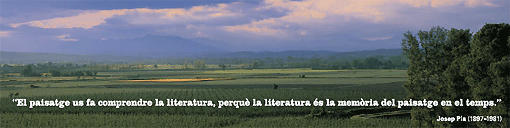 "El paisatge us fa comprendre la literatura, perquè la literatura és la memòria del paisatge en el temps."
Josep Pla (1897-1981)